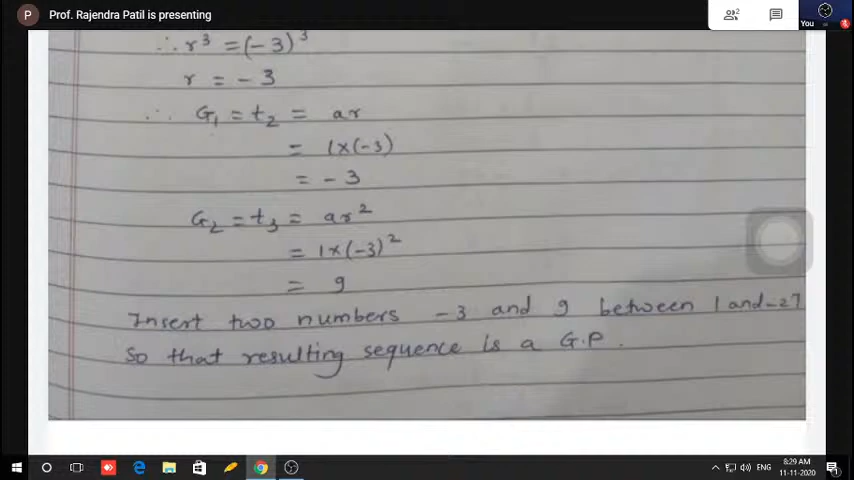 P Prof. Rajendra Patil is presenting
2
You
∴ r³ = (-3)³
r = -3
∴ G₁ = t₂ = ar
= 1×(-3)
= -3
G₂ = t₃ = ar²
= 1×(-3)²
= 9
Insert two numbers -3 and 9 between 1 and -27
So that resulting sequence is a G.P.
ENG
8:29 AM
11-11-2020
1